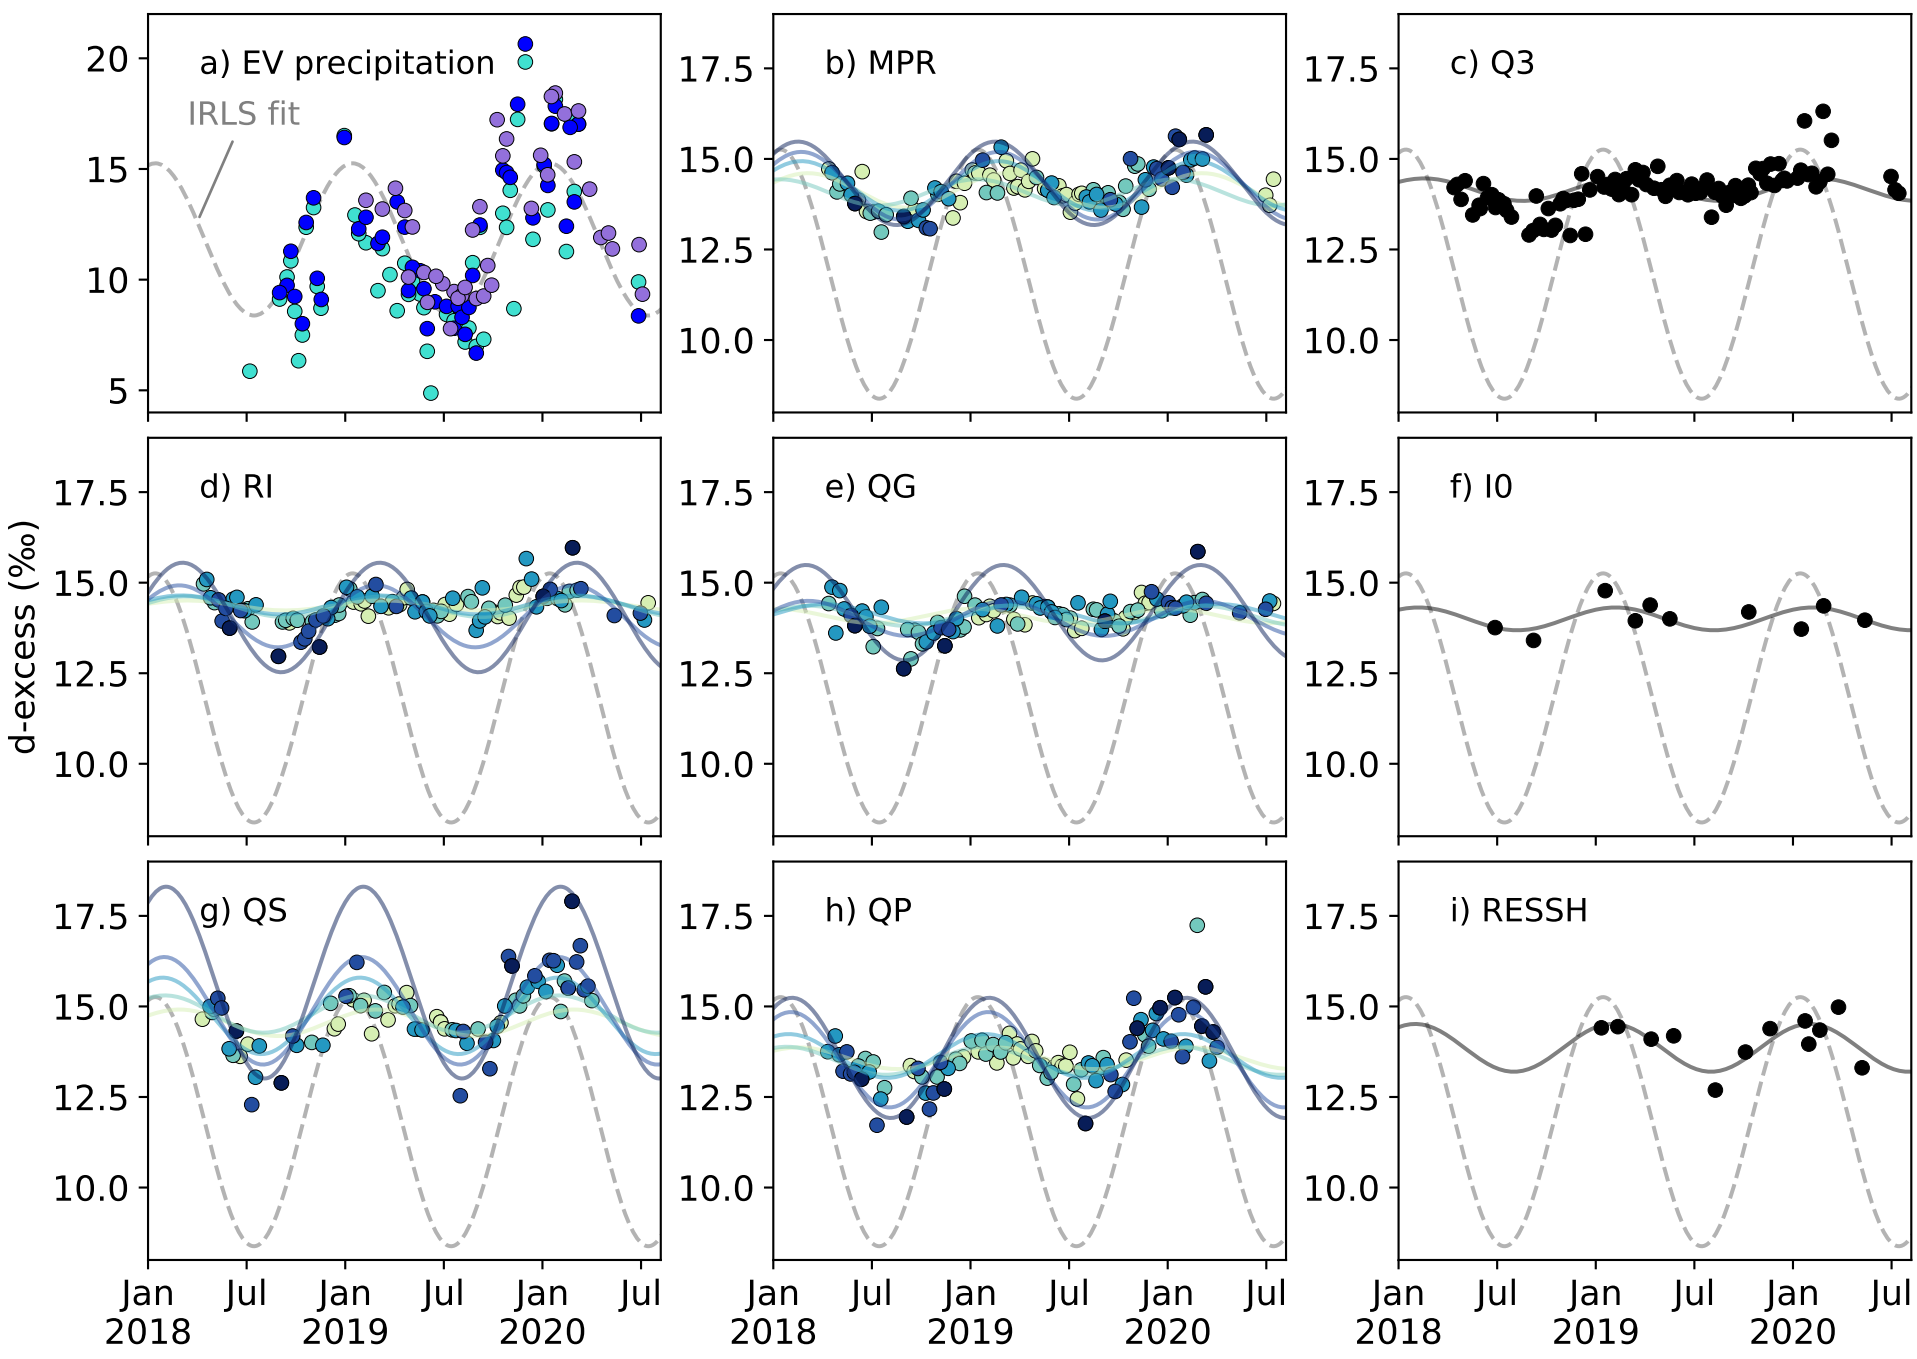 a) EV precipitation
IRLS fit
20
15
10
5
b) MPR
17.5
15.0
12.5
10.0
c) Q3
17.5
15.0
12.5
10.0
d-excess (‰)
d) RI
17.5
15.0
12.5
10.0
e) QG
17.5
15.0
12.5
10.0
f) I0
17.5
15.0
12.5
10.0
g) QS
17.5
15.0
12.5
10.0
h) QP
17.5
15.0
12.5
10.0
i) RESSH
17.5
15.0
12.5
10.0
Jan Jul Jan Jul Jan Jul
2018 2019 2020
Jan Jul Jan Jul Jan Jul
2018 2019 2020
Jan Jul Jan Jul Jan Jul
2018 2019 2020